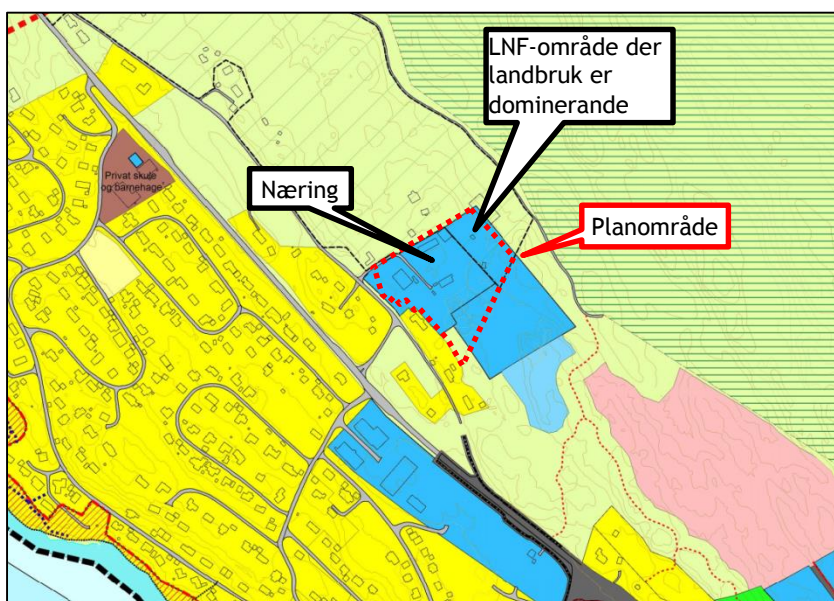 LNF-område der
landbruk er
dominerande
Privat skule
og barnehage
Næring
Planområde